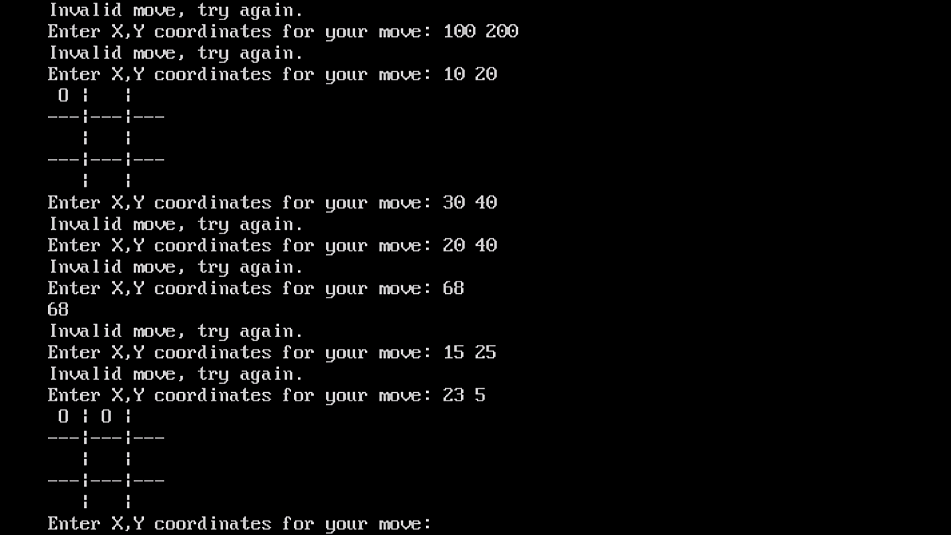 Invalid move, try again.
Enter X,Y coordinates for your move: 100 200
Invalid move, try again.
Enter X,Y coordinates for your move: 10 20
 O ¦   ¦
---¦---¦---
   ¦   ¦
---¦---¦---
   ¦   ¦
Enter X,Y coordinates for your move: 30 40
Invalid move, try again.
Enter X,Y coordinates for your move: 20 40
Invalid move, try again.
Enter X,Y coordinates for your move: 68
68
Invalid move, try again.
Enter X,Y coordinates for your move: 15 25
Invalid move, try again.
Enter X,Y coordinates for your move: 23 5
 O ¦ O ¦
---¦---¦---
   ¦   ¦
---¦---¦---
   ¦   ¦
Enter X,Y coordinates for your move: